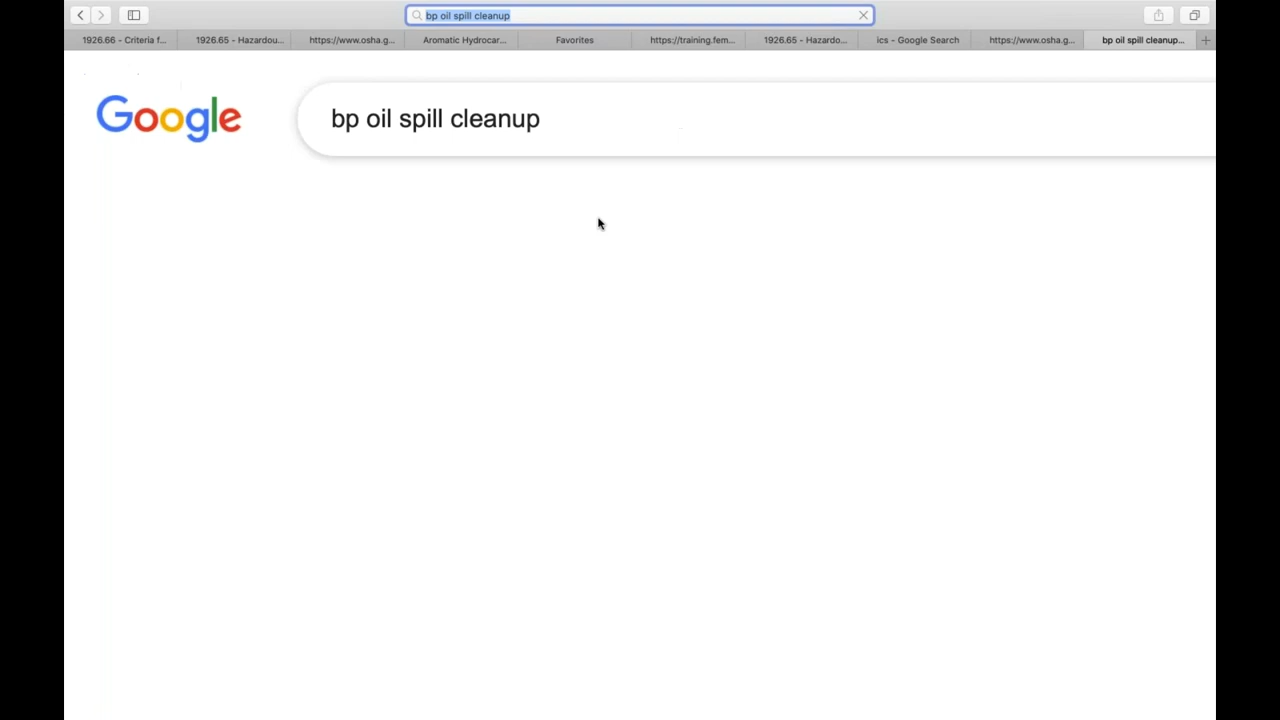 bp oil spill cleanup
1926.66 - Criteria f...
1926.65 - Hazardou...
https://www.osha.g...
Aromatic Hydrocar...
Favorites
https://training.fem...
1926.65 - Hazardo...
ics - Google Search
https://www.osha.g...
bp oil spill cleanup...
Google
bp oil spill cleanup